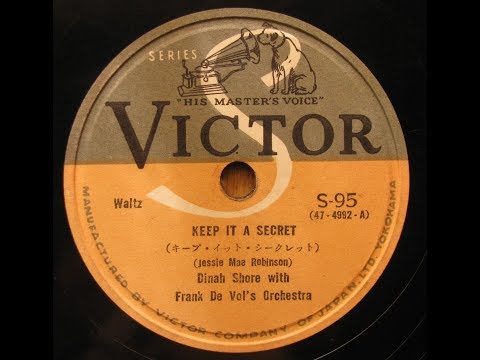 SERIES
S
"HIS MASTER'S VOICE"
VICTOR
Waltz
S-95
(47-4992-A)
KEEP IT A SECRET
(キープ・イット・シークレット)
(Jessie Mae Robinson)
Dinah Shore with
Frank De Vol's Orchestra
MANUFACTURED BY VICTOR COMPANY OF JAPAN, LTD. YOKOHAMA